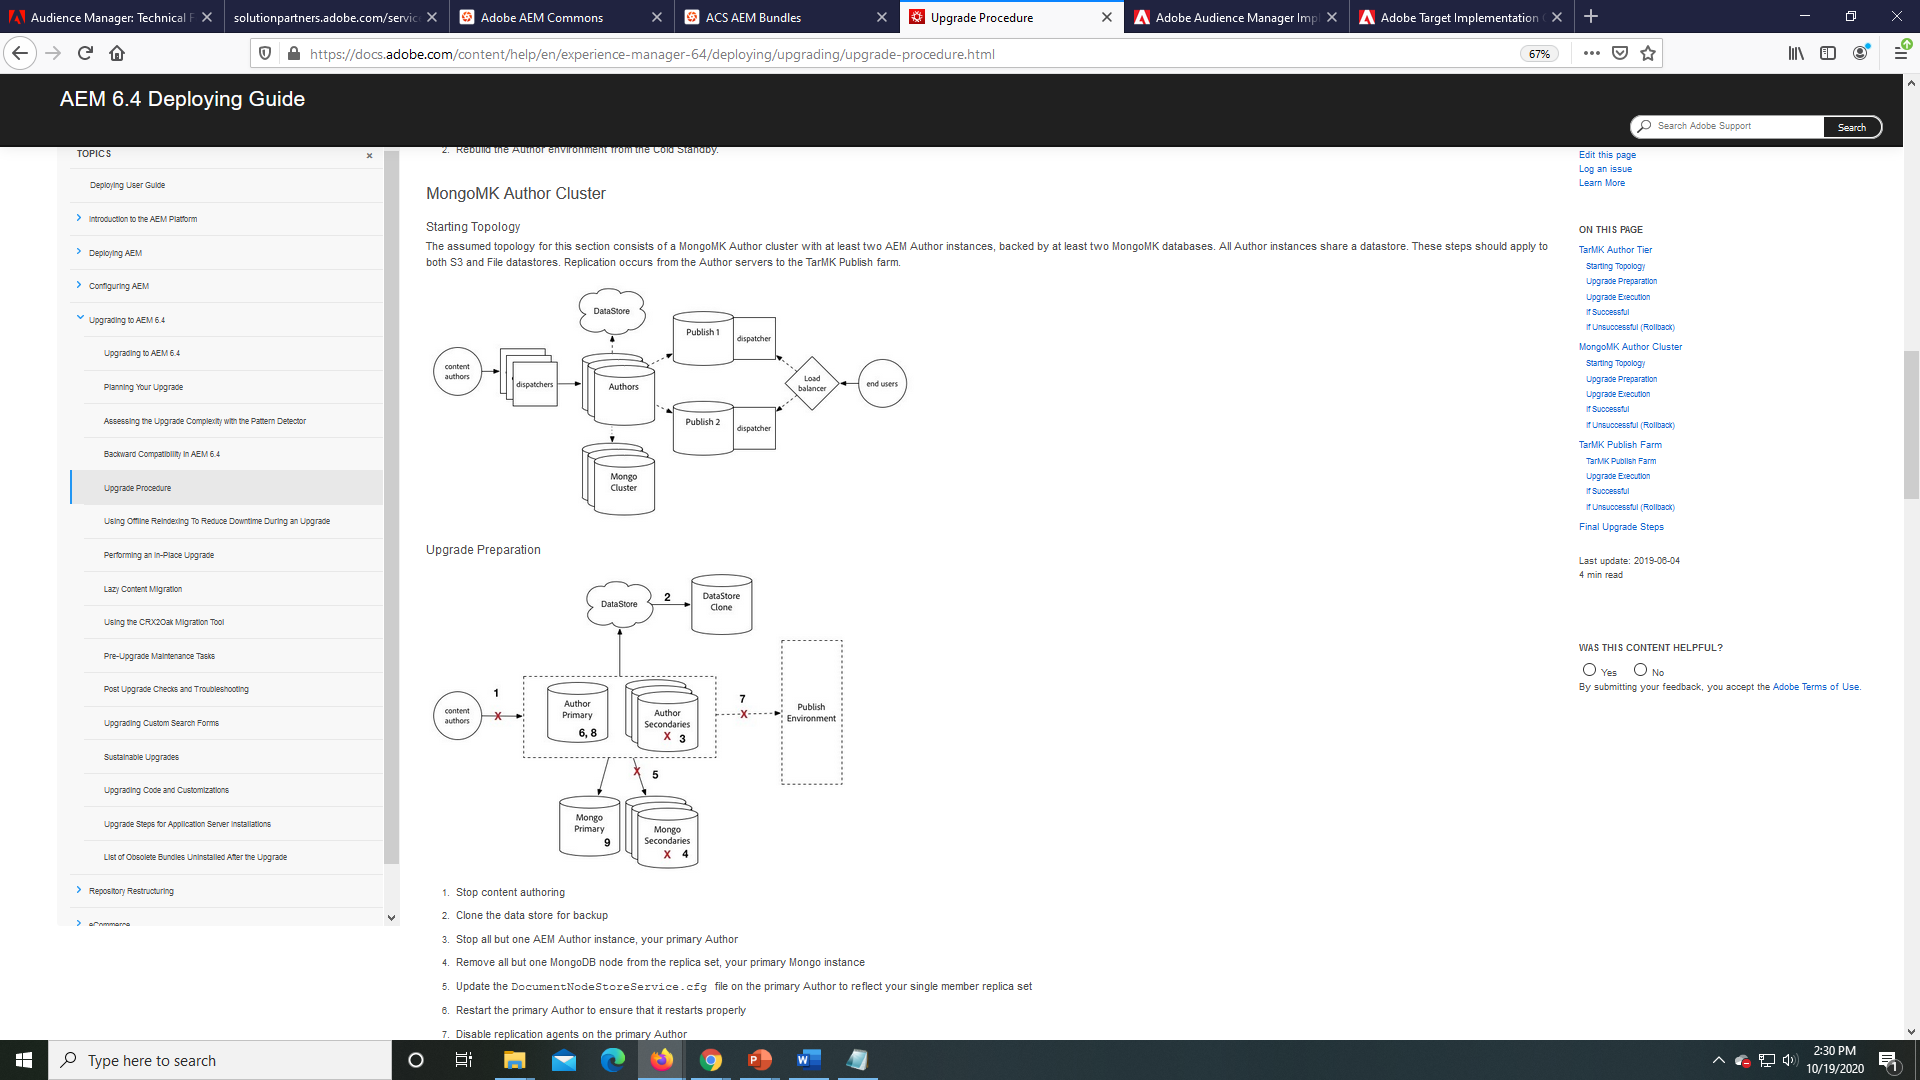 Audience Manager: Technical F
solutionpartners.adobe.com/servic
Adobe AEM Commons
ACS AEM Bundles
Upgrade Procedure
Adobe Audience Manager Imp
Adobe Target Implementation
https://docs.adobe.com/content/help/en/experience-manager-64/deploying/upgrading/upgrade-procedure.html
67%
AEM 6.4 Deploying Guide
Search Adobe Support
Search
TOPICS
Deploying User Guide
Introduction to the AEM Platform
Deploying AEM
Configuring AEM
Upgrading to AEM 6.4
Upgrading to AEM 6.4
Planning Your Upgrade
Assessing the Upgrade Complexity with the Pattern Detector
Backward Compatibility in AEM 6.4
Upgrade Procedure
Using Offline Reindexing To Reduce Downtime During an Upgrade
Performing an In-Place Upgrade
Lazy Content Migration
Using the CRX2Oak Migration Tool
Pre-Upgrade Maintenance Tasks
Post Upgrade Checks and Troubleshooting
Upgrading Custom Search Forms
Sustainable Upgrades
Upgrading Code and Customizations
Upgrade Steps for Application Server Installations
List of Obsolete Bundles Uninstalled After the Upgrade
Repository Restructuring
eCommerce
2. Rebuild the Author environment from the Cold Standby.
MongoMK Author Cluster
Starting Topology
The assumed topology for this section consists of a MongoMK Author cluster with at least two AEM Author instances, backed by at least two MongoMK databases. All Author instances share a datastore. These steps should apply to
both S3 and File datastores. Replication occurs from the Author servers to the TarMK Publish farm.
DataStore
Publish 1
dispatcher
content
authors
dispatchers
Authors
Load
balancer
end users
Publish 2
dispatcher
Mongo
Cluster
Upgrade Preparation
DataStore
2
DataStore
Clone
1
content
authors
X
Author
Primary
6, 8
Author
Secondaries
X 3
7
X
Publish
Environment
X 5
Mongo
Primary
9
Mongo
Secondaries
X 4
1. Stop content authoring
2. Clone the data store for backup
3. Stop all but one AEM Author instance, your primary Author
4. Remove all but one MongoDB node from the replica set, your primary Mongo instance
5. Update the DocumentNodeStoreService.cfg file on the primary Author to reflect your single member replica set
6. Restart the primary Author to ensure that it restarts properly
7. Disable replication agents on the primary Author
Edit this page
Log an issue
Learn More
ON THIS PAGE
TarMK Author Tier
Starting Topology
Upgrade Preparation
Upgrade Execution
If Successful
If Unsuccessful (Rollback)
MongoMK Author Cluster
Starting Topology
Upgrade Preparation
Upgrade Execution
If Successful
If Unsuccessful (Rollback)
TarMK Publish Farm
TarMK Publish Farm
Upgrade Execution
If Successful
If Unsuccessful (Rollback)
Final Upgrade Steps
Last update: 2019-06-04
4 min read
WAS THIS CONTENT HELPFUL?
Yes No
By submitting your feedback, you accept the Adobe Terms of Use.
Type here to search
2:30 PM
10/19/2020
1